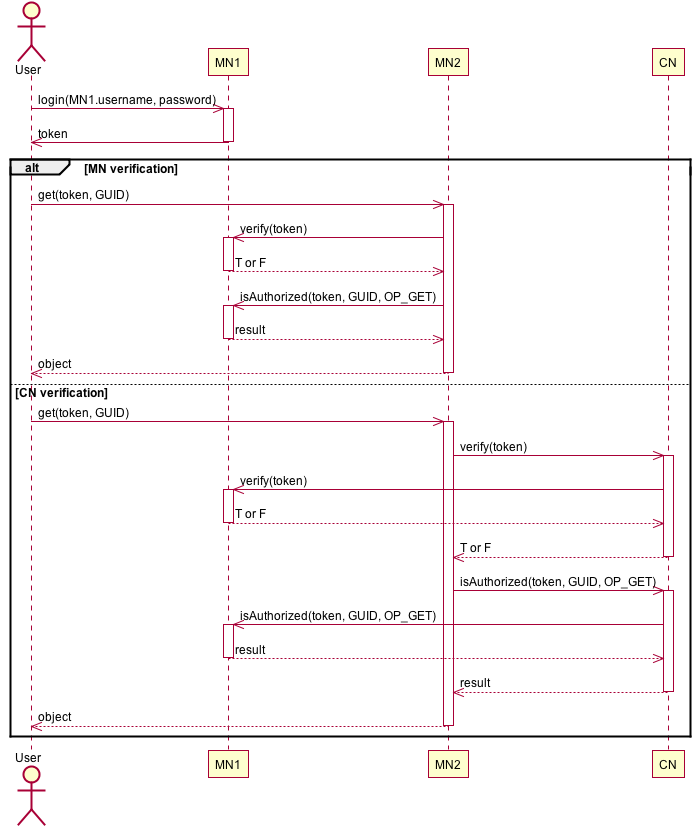 User
MN1
MN2
CN
login(MN1.username, password)
token
alt
[MN verification]
get(token, GUID)
verify(token)
T or F
isAuthorized(token, GUID, OP_GET)
result
object
[CN verification]
get(token, GUID)
verify(token)
verify(token)
T or F
T or F
isAuthorized(token, GUID, OP_GET)
isAuthorized(token, GUID, OP_GET)
result
result
object
User
MN1
MN2
CN